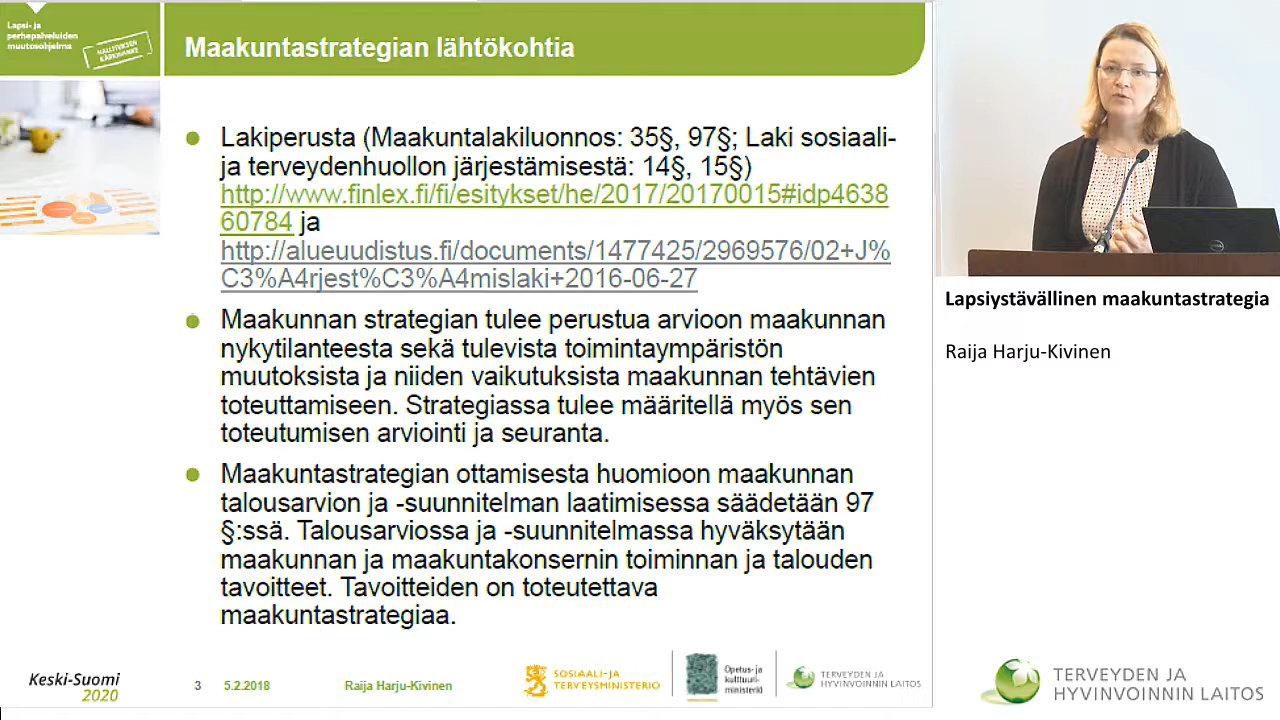 Lapsi- ja
perhepalveluiden
muutosohjelma
HALLITUKSEN
KÄRKIHANKE
Maakuntastrategian lähtökohtia
Lakiperusta (Maakuntalakiluonnos: 35§, 97§; Laki sosiaali-
ja terveydenhuollon järjestämisestä: 14§, 15§)
http://www.finlex.fi/fi/esitykset/he/2017/20170015#idp4638
60784 ja
http://alueuudistus.fi/documents/1477425/2969576/02+J%
C3%A4rjest%C3%A4mislaki+2016-06-27
Maakunnan strategian tulee perustua arvioon maakunnan
nykytilanteesta sekä tulevista toimintaympäristön
muutoksista ja niiden vaikutuksista maakunnan tehtävien
toteuttamiseen. Strategiassa tulee määritellä myös sen
toteutumisen arviointi ja seuranta.
Maakuntastrategian ottamisesta huomioon maakunnan
talousarvion ja -suunnitelman laatimisessa säädetään 97
§:ssä. Talousarviossa ja -suunnitelmassa hyväksytään
maakunnan ja maakuntakonsernin toiminnan ja talouden
tavoitteet. Tavoitteiden on toteutettava
maakuntastrategiaa.
Keski-Suomi
2020
3 5.2.2018 Raija Harju-Kivinen
SOSIAALI- JA
TERVEYSMINISTERIÖ
Opetus- ja
kulttuuri-
ministeriö
TERVEYDEN JA
HYVINVOINNIN LAITOS
Lapsiystävällinen maakuntastrategia
Raija Harju-Kivinen
TERVEYDEN JA
HYVINVOINNIN LAITOS